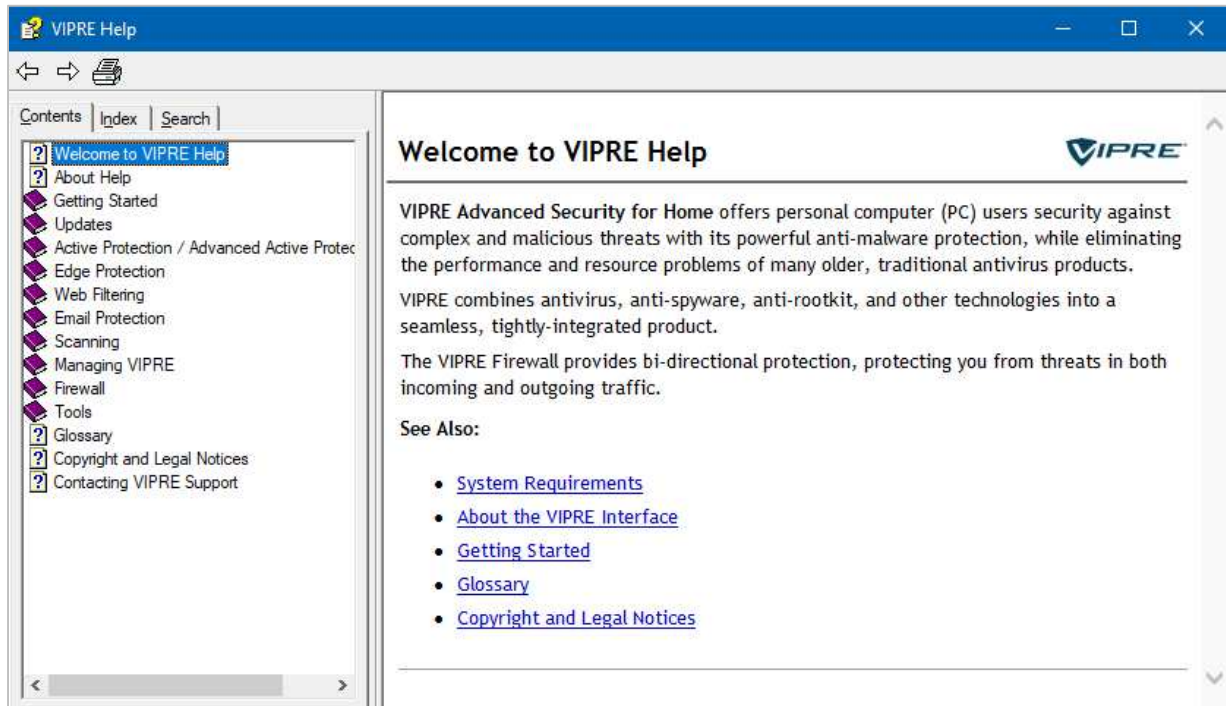 VIPRE Help
Contents Index Search
Welcome to VIPRE Help
About Help
Getting Started
Updates
Active Protection / Advanced Active Protec
Edge Protection
Web Filtering
Email Protection
Scanning
Managing VIPRE
Firewall
Tools
Glossary
Copyright and Legal Notices
Contacting VIPRE Support
Welcome to VIPRE Help
VIPRE
VIPRE Advanced Security for Home offers personal computer (PC) users security against
complex and malicious threats with its powerful anti-malware protection, while eliminating
the performance and resource problems of many older, traditional antivirus products.
VIPRE combines antivirus, anti-spyware, anti-rootkit, and other technologies into a
seamless, tightly-integrated product.
The VIPRE Firewall provides bi-directional protection, protecting you from threats in both
incoming and outgoing traffic.
See Also:
• System Requirements
• About the VIPRE Interface
• Getting Started
• Glossary
• Copyright and Legal Notices